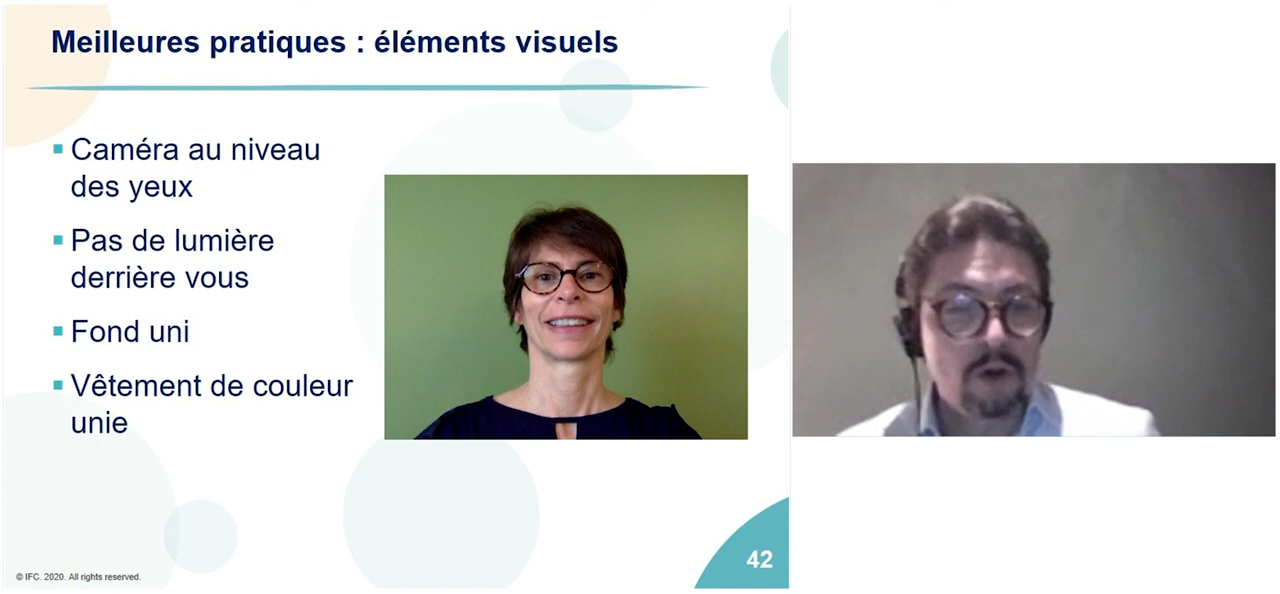 Meilleures pratiques : éléments visuels
▪ Caméra au niveau
des yeux
▪ Pas de lumière
derrière vous
▪ Fond uni
▪ Vêtement de couleur
unie
© IFC. 2020. All rights reserved.
42